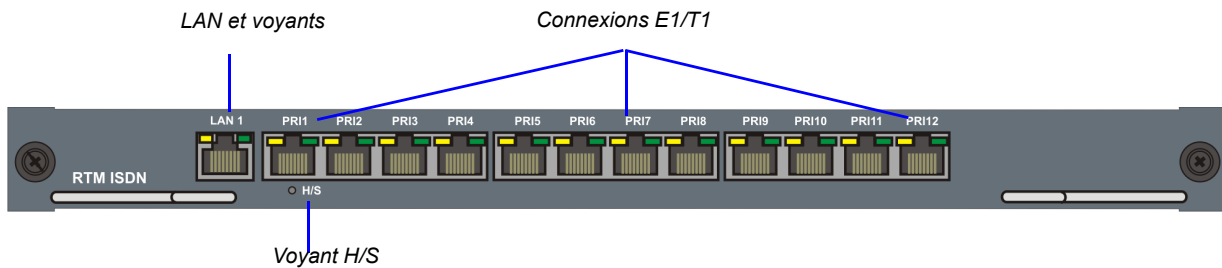 LAN et voyants
Connexions E1/T1
LAN 1
PRI1
PRI2
PRI3
PRI4
PRI5
PRI6
PRI7
PRI8
PRI9
PRI10
PRI11
PRI12
RTM ISDN
H/S
Voyant H/S